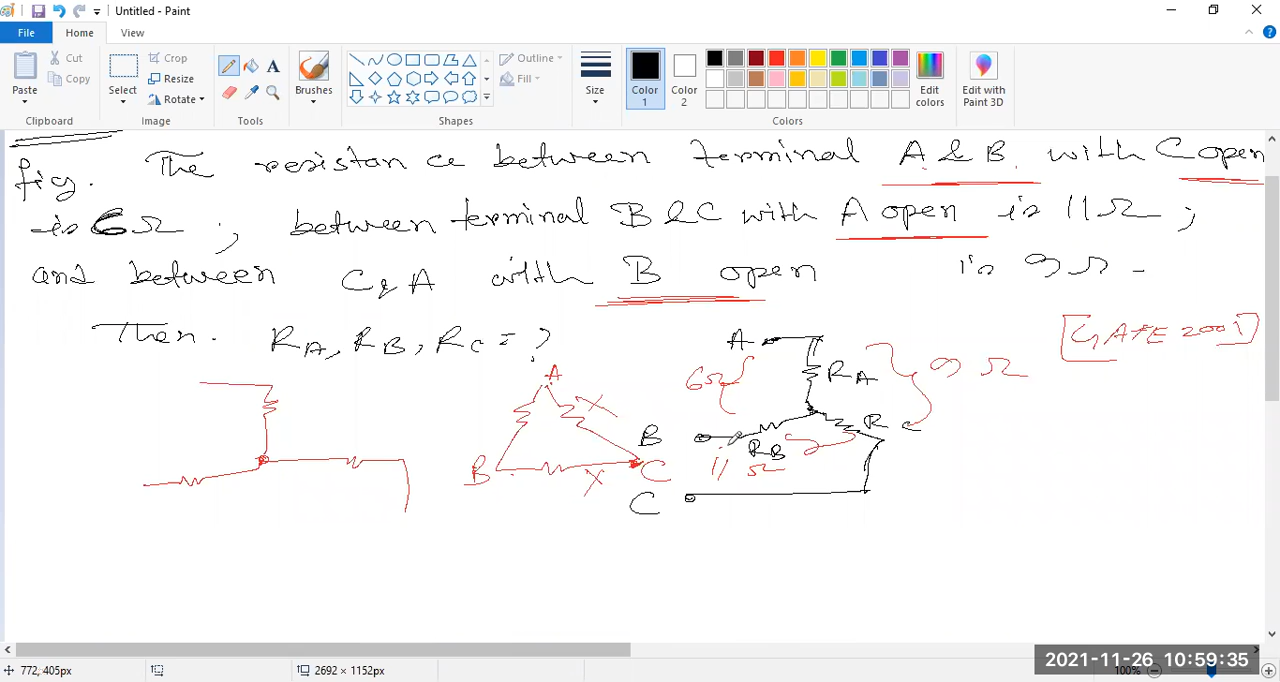 Untitled - Paint
File Home View
Paste Cut Copy Clipboard
Select Crop Resize Rotate Image
A Tools
Brushes
Outline Fill Shapes
Size
Color 1 Color 2 Edit colors Colors
Edit with Paint 3D
fig. The resistance between terminal A & B with C open
is 6Ω ; between terminal B & C with A open is 11Ω ;
and between C & A with B open is 9Ω
Then. RA, RB, RC = ?
[GATE 2001]
A RA 9 Ω
6Ω
B RB RC
11 Ω
C
A
B C
X
X
772, 405px 2692 × 1152px 100%
2021-11-26 10:59:35